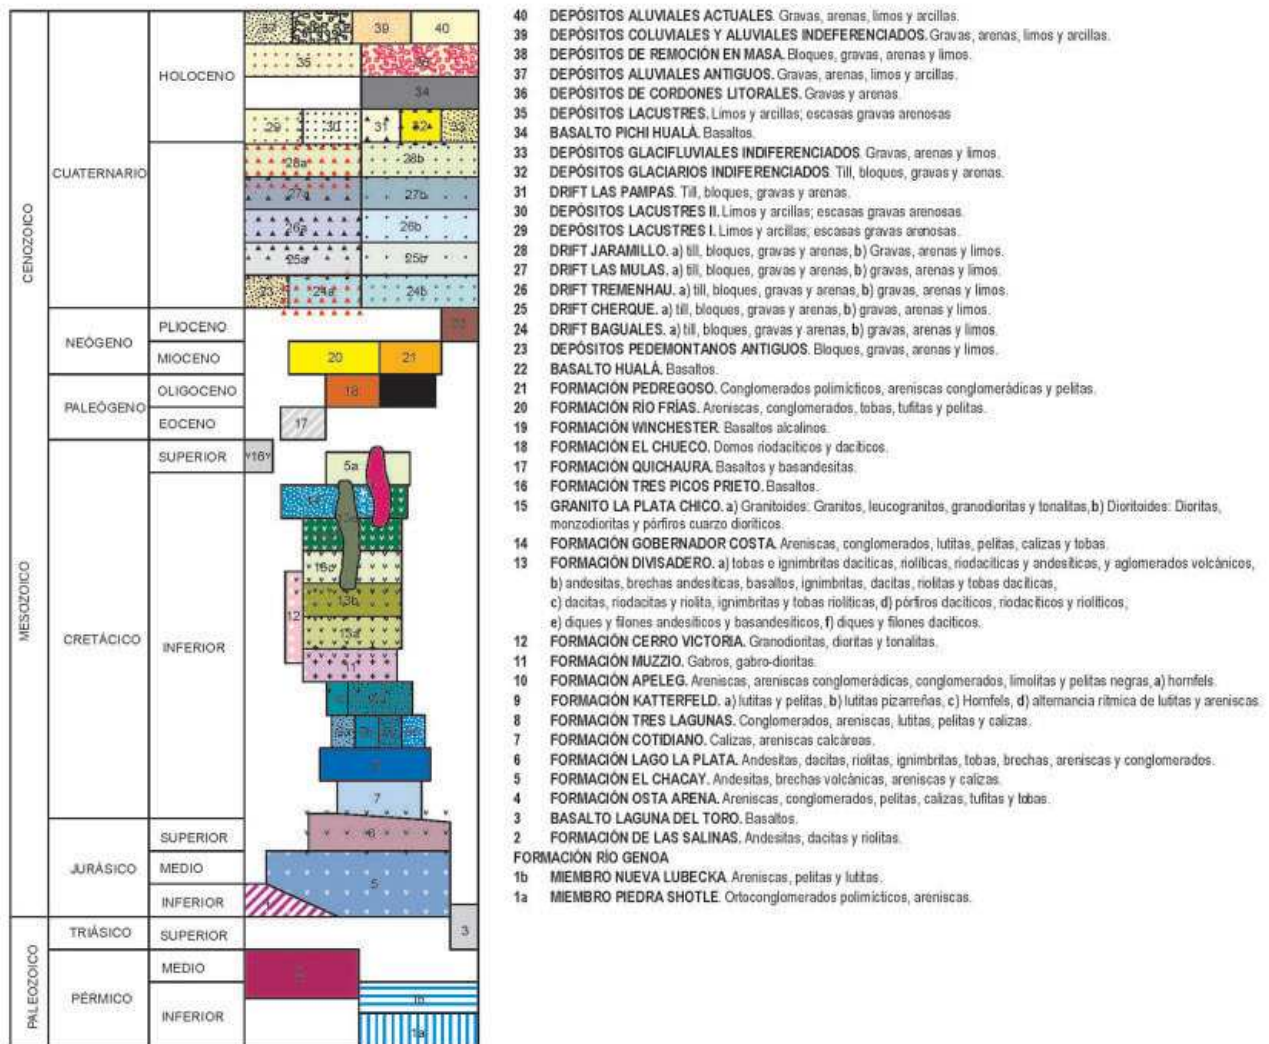 CENOZOICO
MESOZOICO
PALEOZOICO
CUATERNARIO
NEÓGENO
PALEÓGENO
CRETÁCICO
JURÁSICO
TRIÁSICO
PÉRMICO
HOLOCENO
PLIOCENO
MIOCENO
OLIGOCENO
EOCENO
SUPERIOR
INFERIOR
SUPERIOR
MEDIO
INFERIOR
SUPERIOR
MEDIO
INFERIOR
39 40
35
34
29 30 31 32
28a 28b
27a 27b
26a 26b
25a 25b
24a 24b
20 21
18
17
16
5a
13b
12
13a
11
7
6
5
3
1b
1a
40 DEPÓSITOS ALUVIALES ACTUALES. Gravas, arenas, limos y arcillas.
39 DEPÓSITOS COLUVIALES Y ALUVIALES INDEFERENCIADOS. Gravas, arenas, limos y arcillas.
38 DEPÓSITOS DE REMOCIÓN EN MASA. Bloques, gravas, arenas y limos.
37 DEPÓSITOS ALUVIALES ANTIGUOS. Gravas, arenas, limos y arcillas.
36 DEPÓSITOS DE CORDONES LITORALES. Gravas y arenas.
35 DEPÓSITOS LACUSTRES. Limos y arcillas; escasas gravas arenosas
34 BASALTO PICHI HUALÁ. Basaltos.
33 DEPÓSITOS GLACIFLUVIALES INDIFERENCIADOS. Gravas, arenas y limos.
32 DEPÓSITOS GLACIARIOS INDIFERENCIADOS. Till, bloques, gravas y arenas.
31 DRIFT LAS PAMPAS. Till, bloques, gravas y arenas.
30 DEPÓSITOS LACUSTRES II. Limos y arcillas; escasas gravas arenosas.
29 DEPÓSITOS LACUSTRES I. Limos y arcillas; escasas gravas arenosas.
28 DRIFT JARAMILLO. a) till, bloques, gravas y arenas, b) Gravas, arenas y limos.
27 DRIFT LAS MULAS. a) till, bloques, gravas y arenas, b) gravas, arenas y limos.
26 DRIFT TREMENHAU. a) till, bloques, gravas y arenas, b) gravas, arenas y limos.
25 DRIFT CHERQUE. a) till, bloques, gravas y arenas, b) gravas, arenas y limos.
24 DRIFT BAGUALES. a) till, bloques, gravas y arenas, b) gravas, arenas y limos.
23 DEPÓSITOS PEDEMONTANOS ANTIGUOS. Bloques, gravas, arenas y limos.
22 BASALTO HUALÁ. Basaltos.
21 FORMACIÓN PEDREGOSO. Conglomerados polimícticos, areniscas conglomerádicas y pelitas.
20 FORMACIÓN RÍO FRÍAS. Areniscas, conglomerados, tobas, tufitas y pelitas.
19 FORMACIÓN WINCHESTER. Basaltos alcalinos.
18 FORMACIÓN EL CHUECO. Domos riodacíticos y dacíticos.
17 FORMACIÓN QUICHAURA. Basaltos y basandesitas.
16 FORMACIÓN TRES PICOS PRIETO. Basaltos.
15 GRANITO LA PLATA CHICO. a) Granitoides: Granitos, leucogranitos, granodioritas y tonalitas, b) Dioritoides: Dioritas,
monzodioritas y pórfiros cuarzo dioríticos.
14 FORMACIÓN GOBERNADOR COSTA. Areniscas, conglomerados, lutitas, pelitas, calizas y tobas.
13 FORMACIÓN DIVISADERO. a) tobas e ignimbritas dacíticas, riolíticas, riodacíticas y andesíticas, y aglomerados volcánicos,
b) andesitas, brechas andesíticas, basaltos, ignimbritas, dacitas, riolitas y tobas dacíticas,
c) dacitas, riodacitas y riolita, ignimbritas y tobas riolíticas, d) pórfiros dacíticos, riodacíticos y riolíticos,
e) diques y filones andesíticos y basandesíticos, f) diques y filones dacíticos.
12 FORMACIÓN CERRO VICTORIA. Granodioritas, dioritas y tonalitas.
11 FORMACIÓN MUZZIO. Gabros, gabro-dioritas.
10 FORMACIÓN APELEG. Areniscas, areniscas conglomerádicas, conglomerados, limolitas y pelitas negras, a) hornfels.
9 FORMACIÓN KATTERFELD. a) lutitas y pelitas, b) lutitas pizarreñas, c) Hornfels, d) alternancia rítmica de lutitas y areniscas.
8 FORMACIÓN TRES LAGUNAS. Conglomerados, areniscas, lutitas, pelitas y calizas.
7 FORMACIÓN COTIDIANO. Calizas, areniscas calcáreas.
6 FORMACIÓN LAGO LA PLATA. Andesitas, dacitas, riolitas, ignimbritas, tobas, brechas, areniscas y conglomerados.
5 FORMACIÓN EL CHACAY. Andesitas, brechas volcánicas, areniscas y calizas.
4 FORMACIÓN OSTA ARENA. Areniscas, conglomerados, pelitas, calizas, tufitas y tobas.
3 BASALTO LAGUNA DEL TORO. Basaltos.
2 FORMACIÓN DE LAS SALINAS. Andesitas, dacitas y riolitas.
FORMACIÓN RÍO GENOA
1b MIEMBRO NUEVA LUBECKA. Areniscas, pelitas y lutitas.
1a MIEMBRO PIEDRA SHOTLE. Ortoconglomerados polimícticos, areniscas.